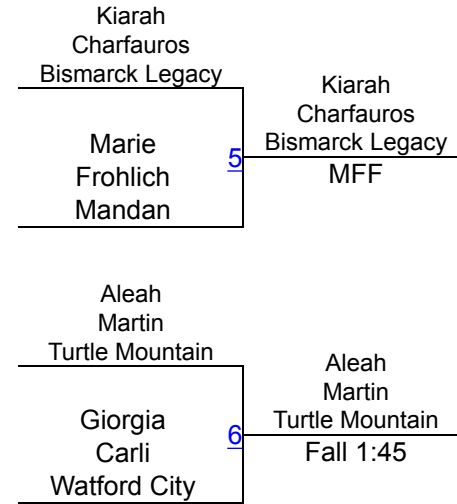 Kiarah
Charfauros
Bismarck Legacy
Marie
Frohlich
Mandan
5
Kiarah
Charfauros
Bismarck Legacy
MFF
Aleah
Martin
Turtle Mountain
Giorgia
Carli
Watford City
6
Aleah
Martin
Turtle Mountain
Fall 1:45